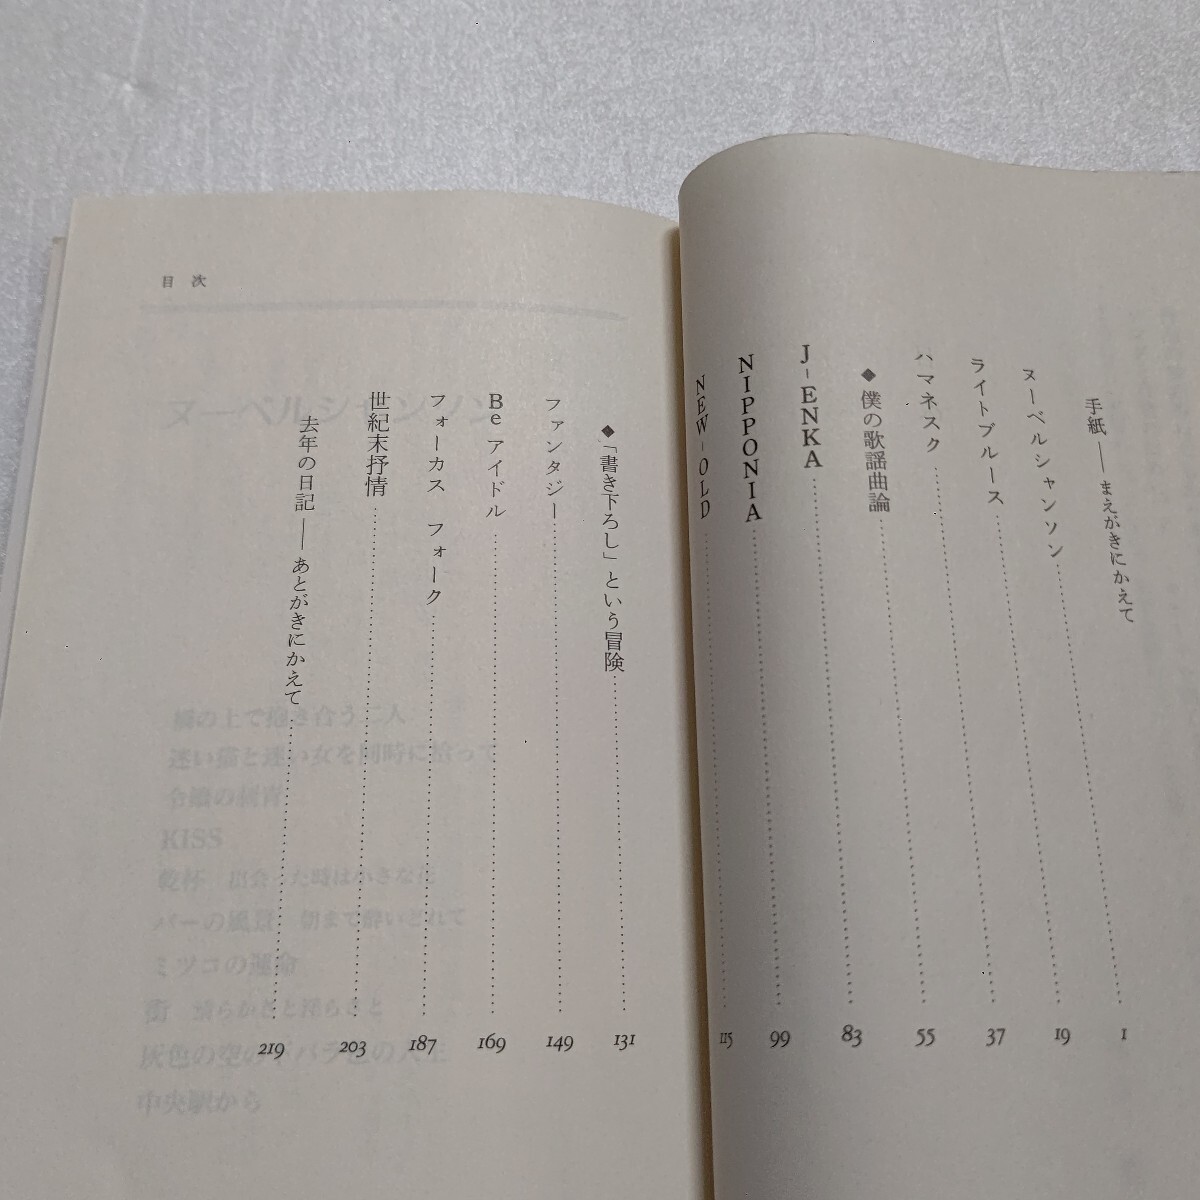 手紙――まえがきにかえて
ヌーベルシャンソン……1
ライトブルース……19
ハマネスク……37
◆僕の歌謡曲論……55
J-ENKA……83
NIPPONIA……99
NEW-OLD……115
目次
◆「書き下ろし」という冒険……131
ファンタジー……149
Be アイドル……169
フォーカス フォーク……187
世紀末抒情……203
去年の日記――あとがきにかえて……219